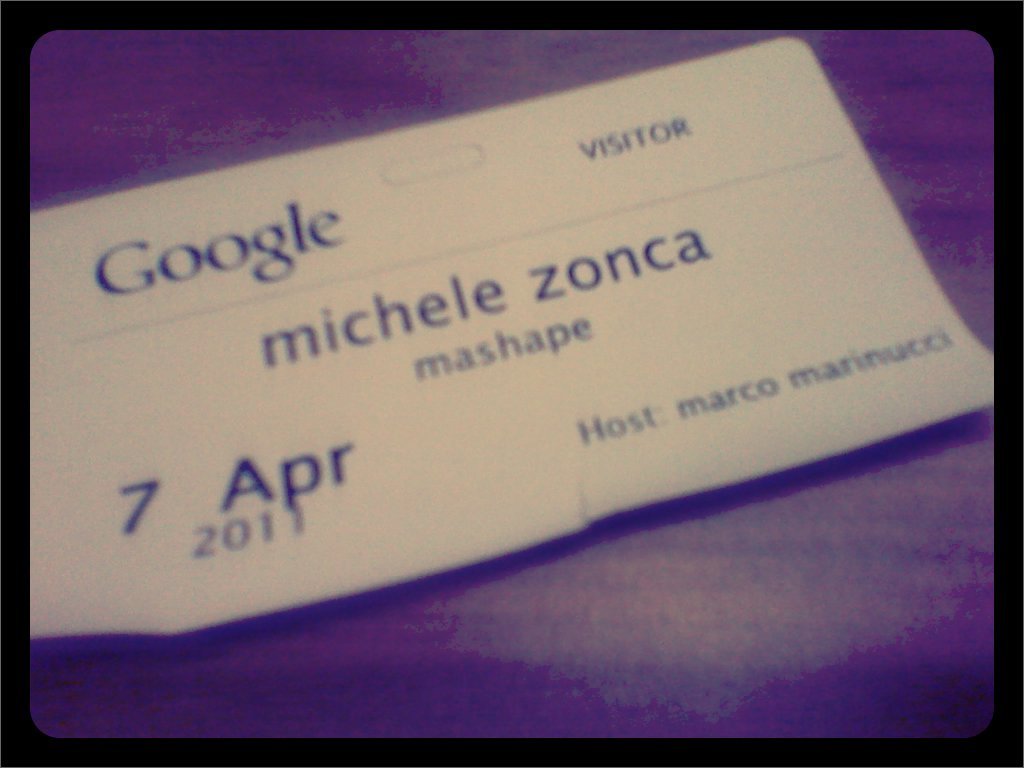 VISITOR
Google
michele zonca
mashape
Host: marco marinucci
7 Apr
2011